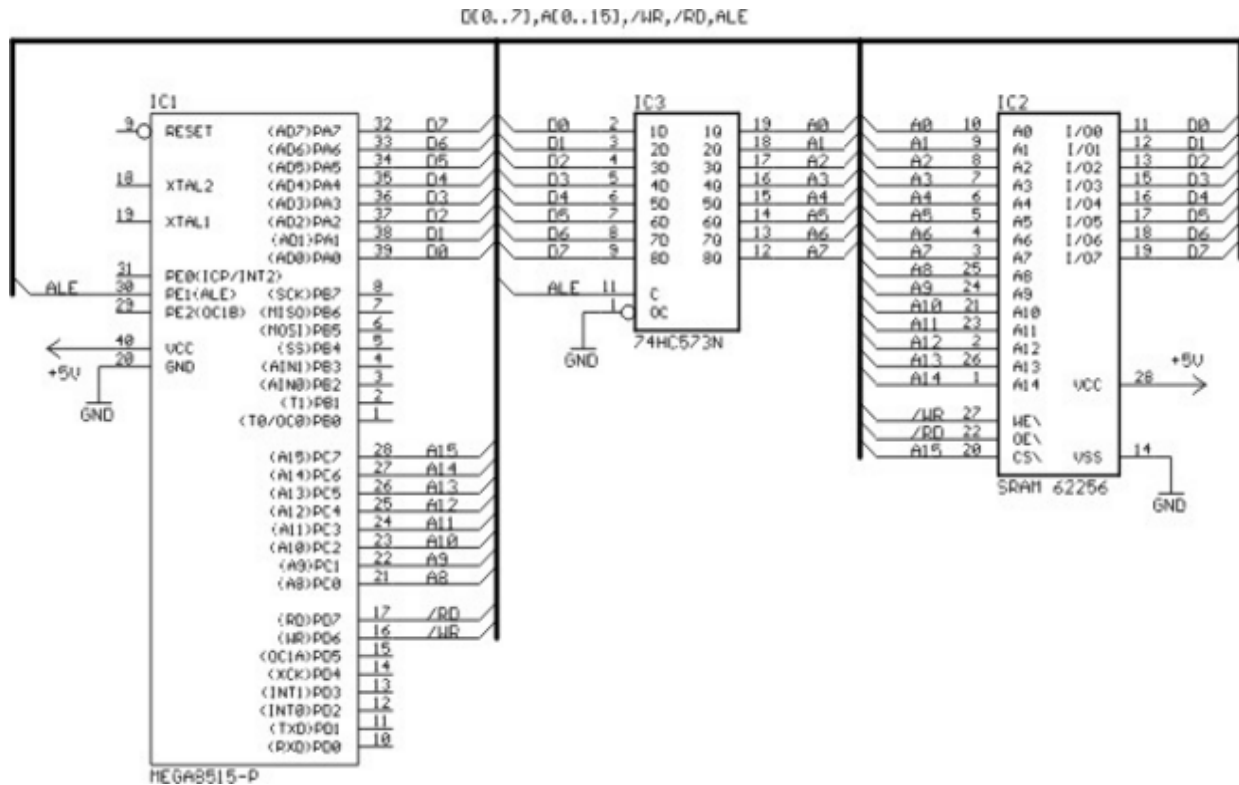 D[0..7],A[0..15],/WR,/RD,ALE
IC1
9 RESET
18 XTAL2
19 XTAL1
31 PE0(ICP/INT2)
ALE 30 PE1(ALE)
29 PE2(OC1B)
40 VCC
+5V
20 GND
GND
(AD7)PA7 32 D7
(AD6)PA6 33 D6
(AD5)PA5 34 D5
(AD4)PA4 35 D4
(AD3)PA3 36 D3
(AD2)PA2 37 D2
(AD1)PA1 38 D1
(AD0)PA0 39 D0
(SCK)PB7 8
(MISO)PB6 7
(MOSI)PB5 6
(SS)PB4 5
(AIN1)PB3 4
(AIN0)PB2 3
(T1)PB1 2
(T0/OC0)PB0 1
(A15)PC7 28 A15
(A14)PC6 27 A14
(A13)PC5 26 A13
(A12)PC4 25 A12
(A11)PC3 24 A11
(A10)PC2 23 A10
(A9)PC1 22 A9
(A8)PC0 21 A8
(RD)PD7 17 /RD
(WR)PD6 16 /WR
(OC1A)PD5 15
(XCK)PD4 14
(INT1)PD3 13
(INT0)PD2 12
(TXD)PD1 11
(RXD)PD0 10
MEGA8515-P
IC3
D0 2 1D 1Q 19 A0
D1 3 2D 2Q 18 A1
D2 4 3D 3Q 17 A2
D3 5 4D 4Q 16 A3
D4 6 5D 5Q 15 A4
D5 7 6D 6Q 14 A5
D6 8 7D 7Q 13 A6
D7 9 8D 8Q 12 A7
ALE 11 C
1 OC
GND
74HC573N
IC2
A0 10 A0 I/O0 11 D0
A1 9 A1 I/O1 12 D1
A2 8 A2 I/O2 13 D2
A3 7 A3 I/O3 15 D3
A4 6 A4 I/O4 16 D4
A5 5 A5 I/O5 17 D5
A6 4 A6 I/O6 18 D6
A7 3 A7 I/O7 19 D7
A8 25 A8
A9 24 A9
A10 21 A10
A11 23 A11
A12 2 A12
A13 26 A13
A14 1 A14 VCC 28
+5V
/WR 27 WE\
/RD 22 OE\
A15 20 CS\ VSS 14
GND
SRAM 62256